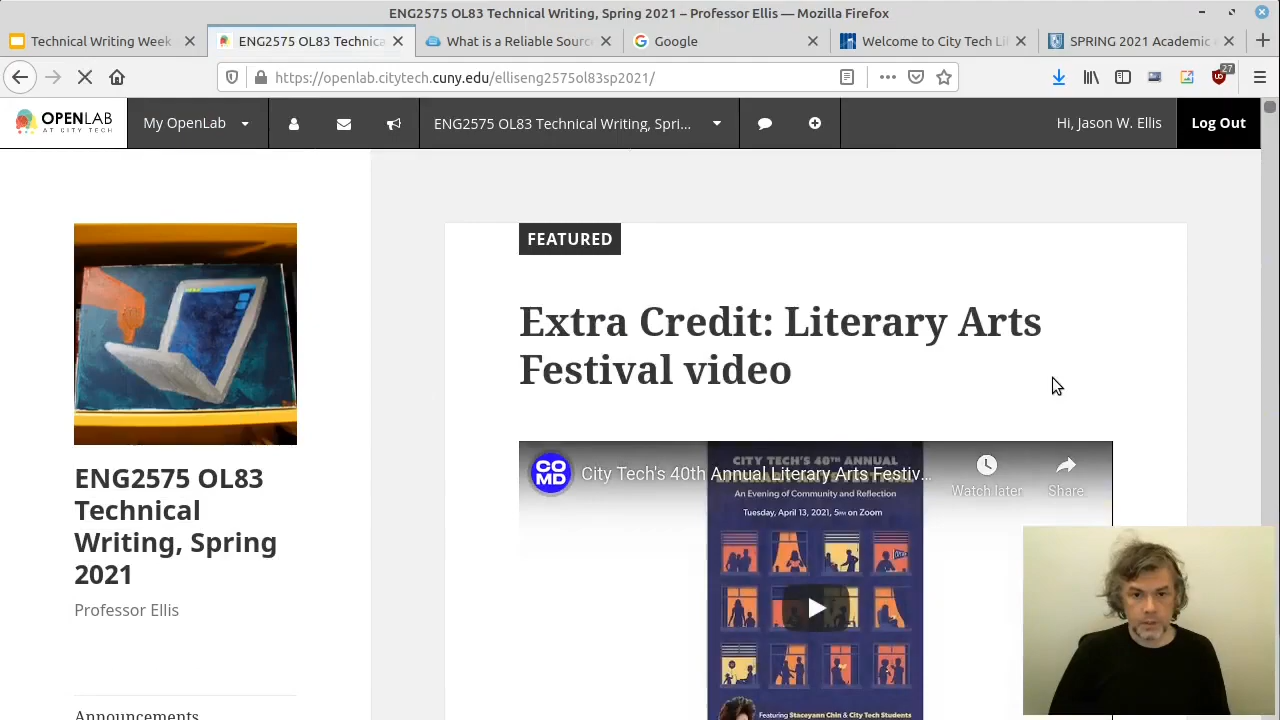 ENG2575 OL83 Technical Writing, Spring 2021 – Professor Ellis — Mozilla Firefox
Technical Writing Week
ENG2575 OL83 Technica
What is a Reliable Source
Google
Welcome to City Tech Li
SPRING 2021 Academic
https://openlab.citytech.cuny.edu/elliseng2575ol83sp2021/
27
OPENLAB
AT CITY TECH
My OpenLab
ENG2575 OL83 Technical Writing, Spri...
Hi, Jason W. Ellis
Log Out
FEATURED
Extra Credit: Literary Arts
Festival video
COMD
City Tech's 40th Annual Literary Arts Festiv...
Watch later
Share
CITY TECH'S 40TH ANNUAL
LITERARY ARTS FESTIVAL
An Evening of Community and Reflection
Tuesday, April 13, 2021, 5PM on Zoom
Featuring Staceyann Chin & City Tech Students
ENG2575 OL83
Technical
Writing, Spring
2021
Professor Ellis
Announcements